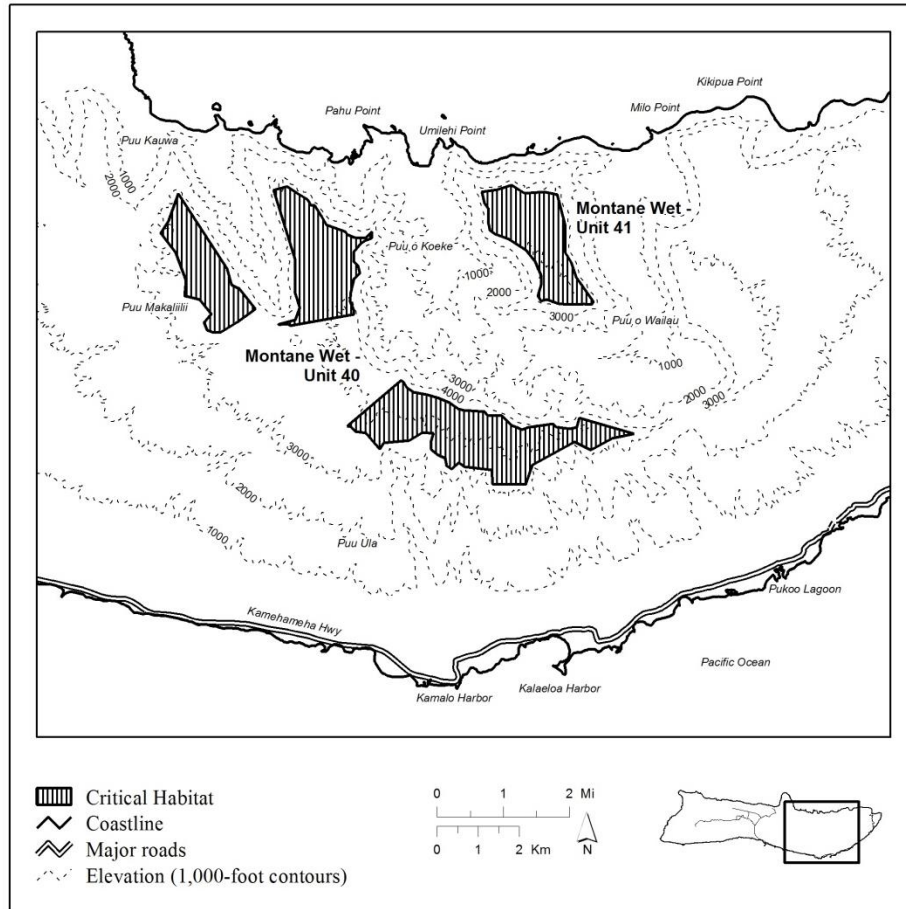 Kikipua Point
Pahu Point
Milo Point
Umilehi Point
Puu Kauwa
1000
2000
Montane Wet -
Unit 41
Puu o Koeke
1000
2000
Puu Makaliilii
3000
Puu o Wailau
Montane Wet -
Unit 40
1000
3000
4000
2000
3000
3000
2000
1000
Puu Ula
Pukoo Lagoon
Kamehameha Hwy
Pacific Ocean
Kamalo Harbor
Kalaeloa Harbor
Critical Habitat
Coastline
Major roads
Elevation (1,000-foot contours)
0 1 2 Mi
0 1 2 Km
N